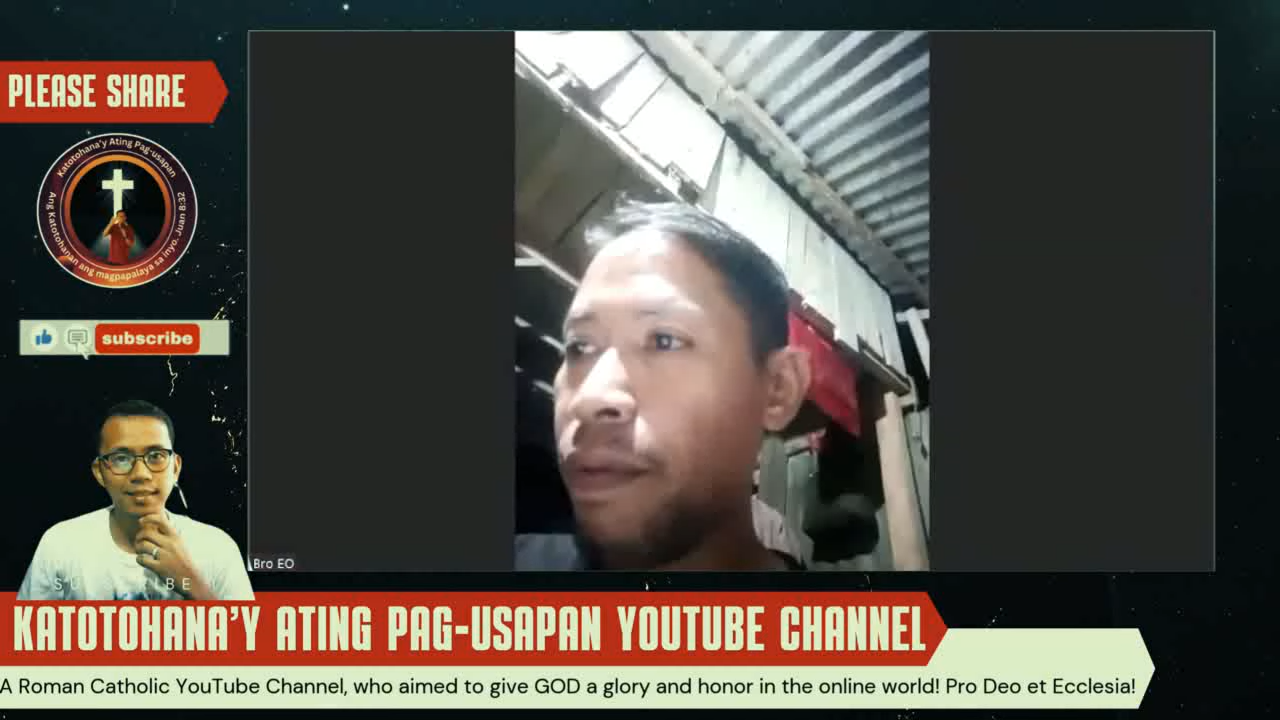 PLEASE SHARE
Katotohana'y Ating Pag-usapan
Ang Katotohanan ang magpapalaya sa inyo. Juan 8:32
subscribe
Bro EO
KATOTOHANA'Y ATING PAG-USAPAN YOUTUBE CHANNEL
A Roman Catholic YouTube Channel, who aimed to give GOD a glory and honor in the online world! Pro Deo et Ecclesia!